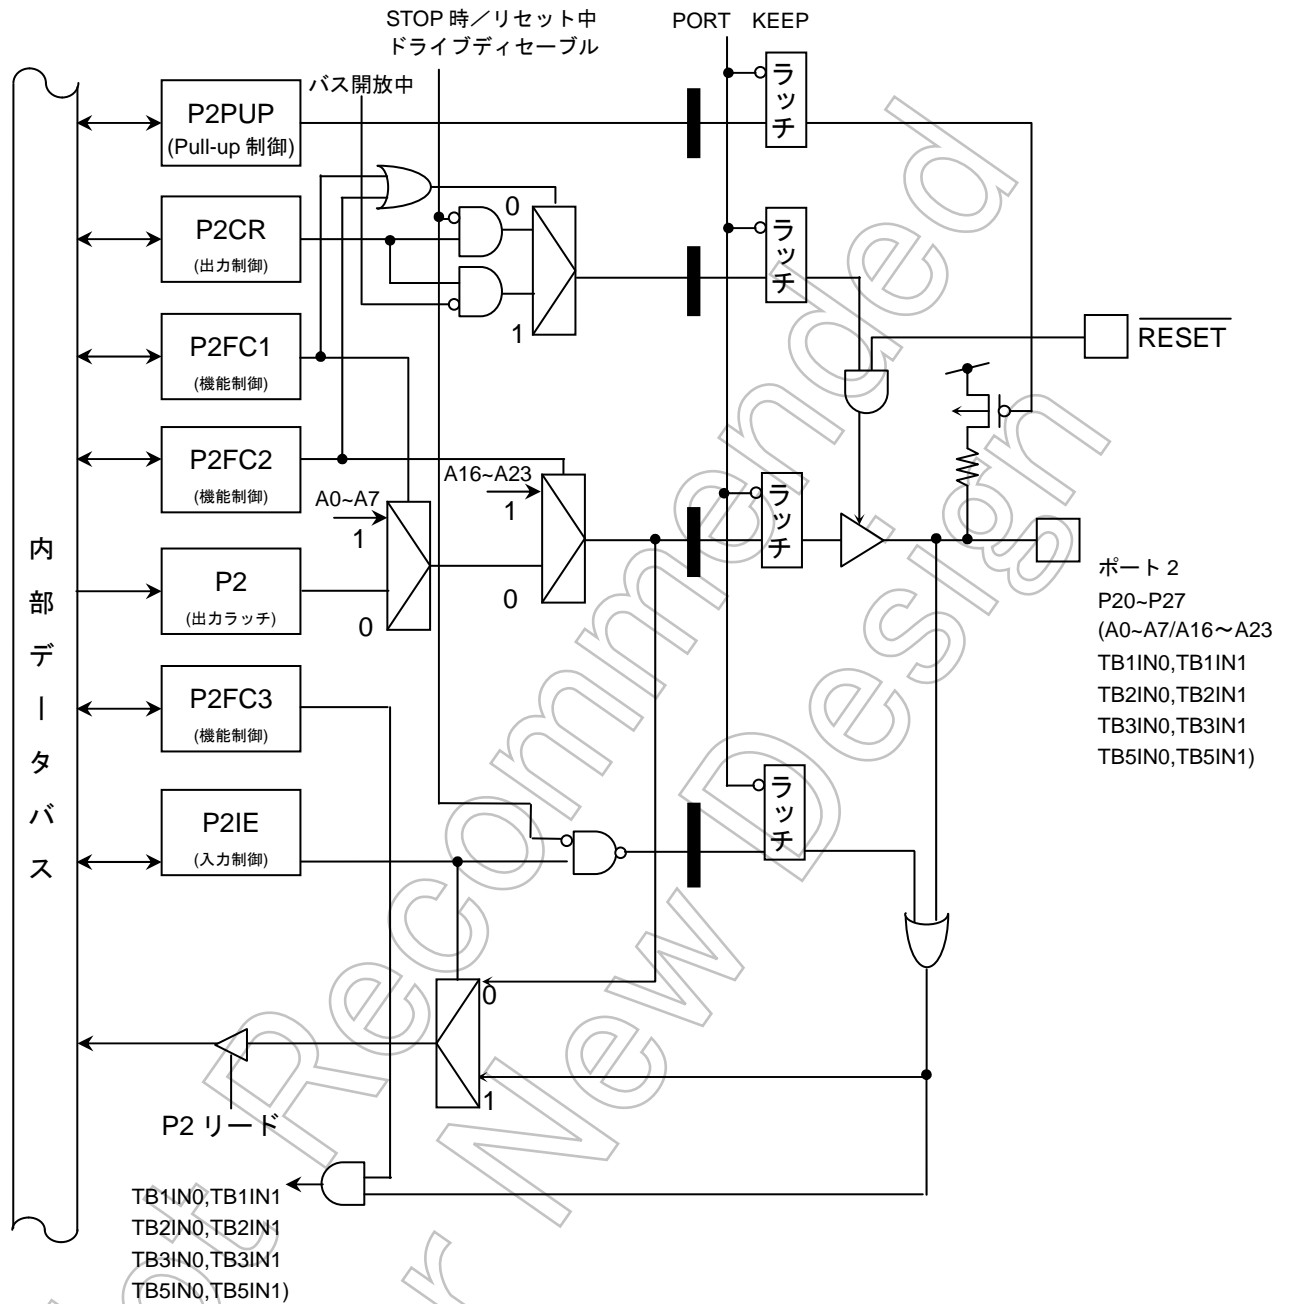 STOP 時／リセット中
ドライブディセーブル
PORT KEEP
バス開放中
P2PUP
(Pull-up 制御)
ラッチ
P2CR
(出力制御)
0
1
ラッチ
P2FC1
(機能制御)
RESET
P2FC2
(機能制御)
A0~A7
1
0
A16~A23
1
0
ラッチ
P2
(出力ラッチ)
ポート 2
P20~P27
(A0~A7/A16～A23
TB1IN0,TB1IN1
TB2IN0,TB2IN1
TB3IN0,TB3IN1
TB5IN0,TB5IN1)
内部データバス
P2FC3
(機能制御)
P2IE
(入力制御)
ラッチ
0
1
P2 リード
TB1IN0,TB1IN1
TB2IN0,TB2IN1
TB3IN0,TB3IN1
TB5IN0,TB5IN1)
Not Recommended
for New Design